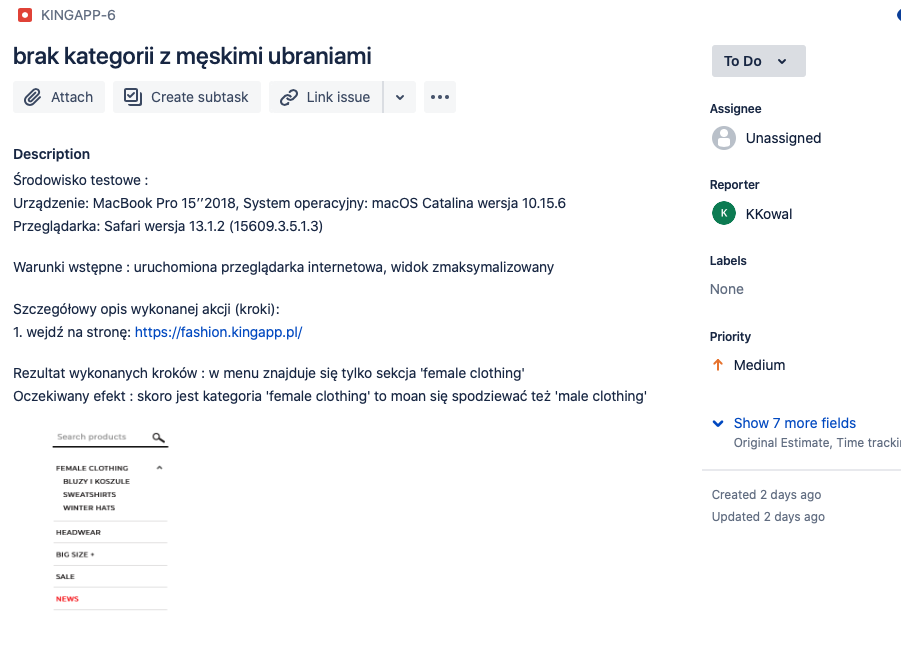 KINGAPP-6
brak kategorii z męskimi ubraniami
Attach
Create subtask
Link issue
Description
Środowisko testowe :
Urządzenie: MacBook Pro 15’’2018, System operacyjny: macOS Catalina wersja 10.15.6
Przeglądarka: Safari wersja 13.1.2 (15609.3.5.1.3)
Warunki wstępne : uruchomiona przeglądarka internetowa, widok zmaksymalizowany
Szczegółowy opis wykonanej akcji (kroki):
1. wejdź na stronę: https://fashion.kingapp.pl/
Rezultat wykonanych kroków : w menu znajduje się tylko sekcja 'female clothing'
Oczekiwany efekt : skoro jest kategoria 'female clothing' to moan się spodziewać też 'male clothing'
Search products
FEMALE CLOTHING
BLUZY I KOSZULE
SWEATSHIRTS
WINTER HATS
HEADWEAR
BIG SIZE +
SALE
NEWS
To Do
Assignee
Unassigned
Reporter
K
KKowal
Labels
None
Priority
Medium
Show 7 more fields
Original Estimate, Time trackin
Created 2 days ago
Updated 2 days ago